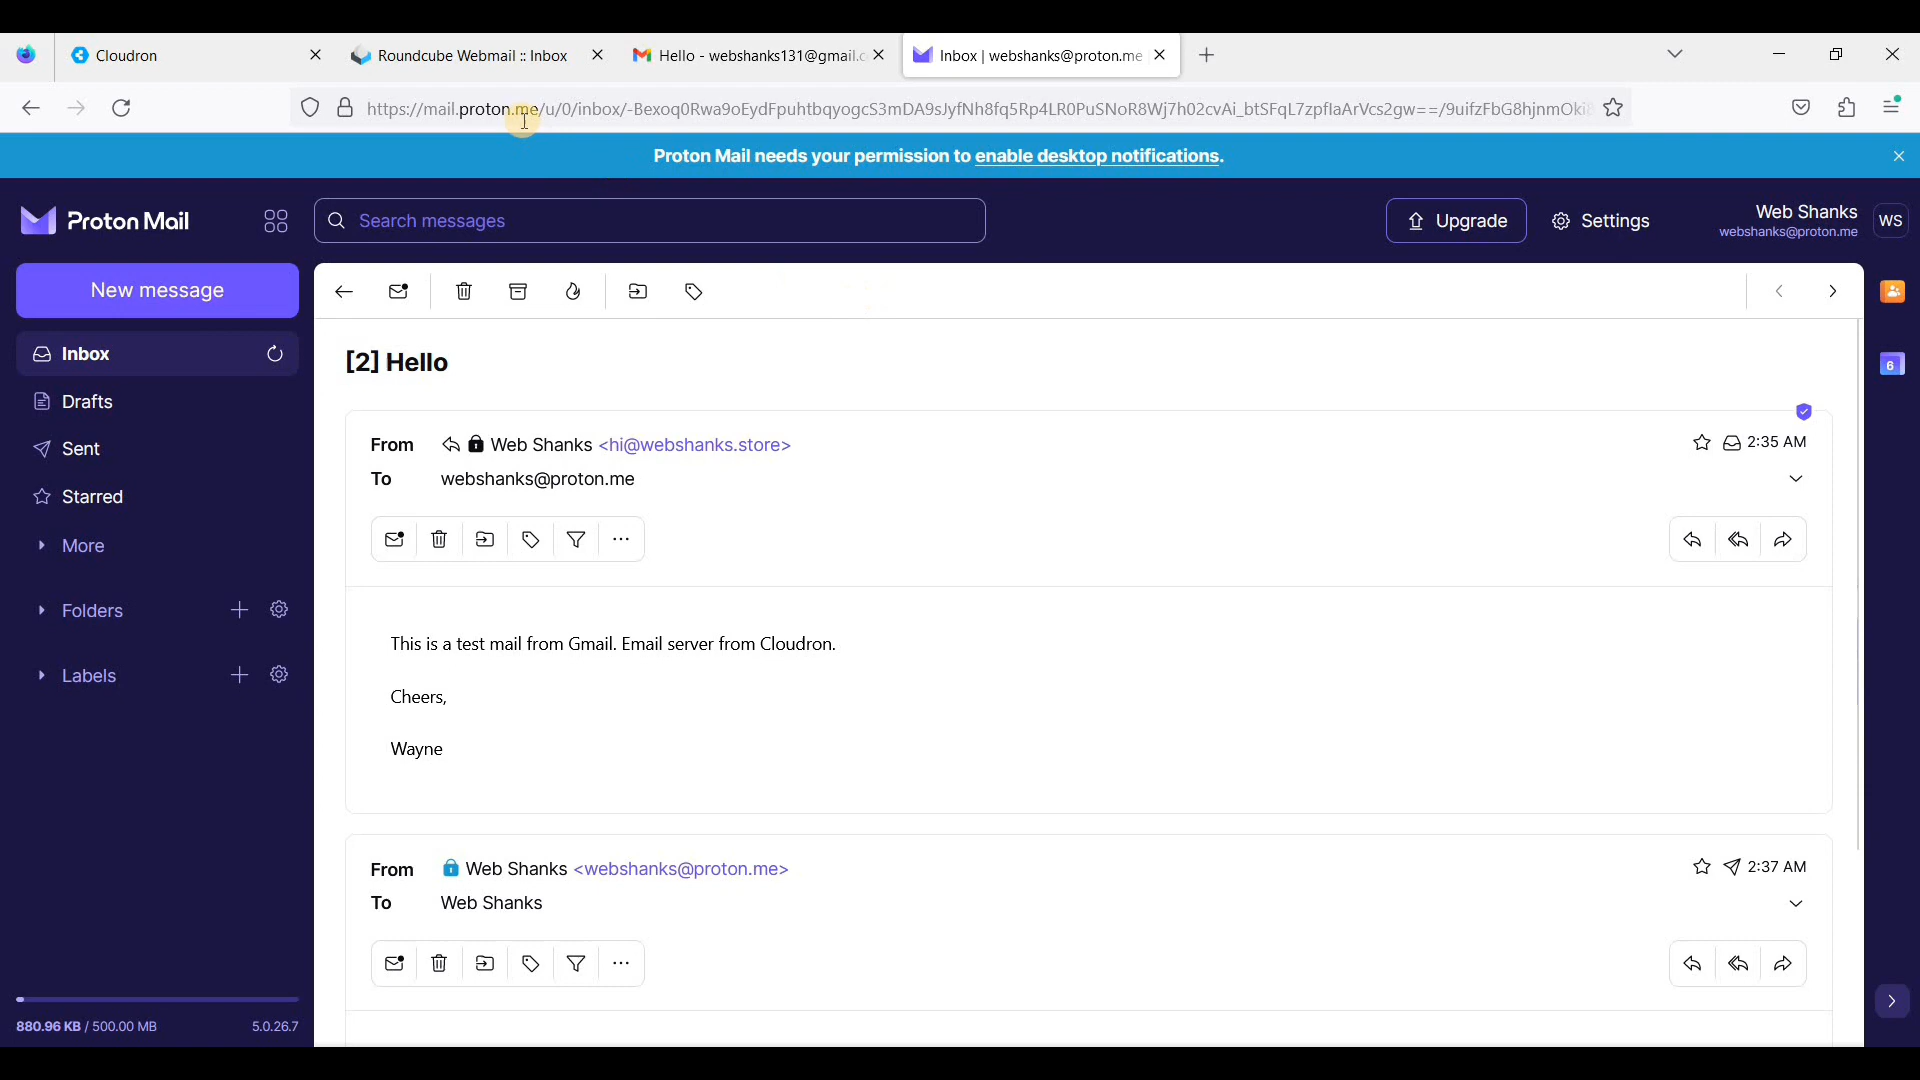 Cloudron
Roundcube Webmail :: Inbox
Hello - webshanks131@gmail.c
Inbox | webshanks@proton.me
https://mail.proton.me/u/0/inbox/-Bexoq0Rwa9oEydFpuhtbqyogcS3mDA9sJyfNh8fq5Rp4LR0PuSNoR8Wj7h02cvAi_btSFqL7zpflaArVcs2gw==/9uifzFbG8hjnmOki8
Proton Mail needs your permission to enable desktop notifications.
Proton Mail
Search messages
Upgrade
Settings
Web Shanks
webshanks@proton.me
WS
New message
Inbox
Drafts
Sent
Starred
More
Folders
Labels
880.96 KB / 500.00 MB
5.0.26.7
[2] Hello
From Web Shanks <hi@webshanks.store>
2:35 AM
To webshanks@proton.me
This is a test mail from Gmail. Email server from Cloudron.
Cheers,
Wayne
From Web Shanks <webshanks@proton.me>
2:37 AM
To Web Shanks
6